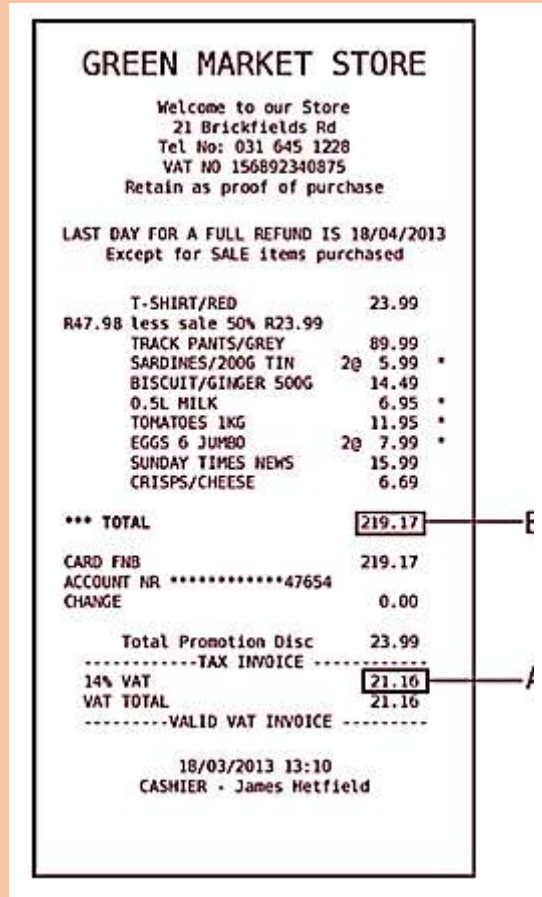 GREEN MARKET STORE
Welcome to our Store
21 Brickfields Rd
Tel No: 031 645 1228
VAT NO 156892340875
Retain as proof of purchase
LAST DAY FOR A FULL REFUND IS 18/04/2013
Except for SALE items purchased
T-SHIRT/RED 23.99
R47.98 less sale 50% R23.99
TRACK PANTS/GREY 89.99
SARDINES/200G TIN 2@ 5.99 *
BISCUIT/GINGER 500G 14.49
0.5L MILK 6.95 *
TOMATOES 1KG 11.95 *
EGGS 6 JUMBO 2@ 7.99 *
SUNDAY TIMES NEWS 15.99
CRISPS/CHEESE 6.69
*** TOTAL 219.17
CARD FNB 219.17
ACCOUNT NR ************47654
CHANGE 0.00
Total Promotion Disc 23.99
------------TAX INVOICE ------------
14% VAT 21.16 A
VAT TOTAL 21.16
---------VALID VAT INVOICE ---------
18/03/2013 13:10
CASHIER - James Hetfield